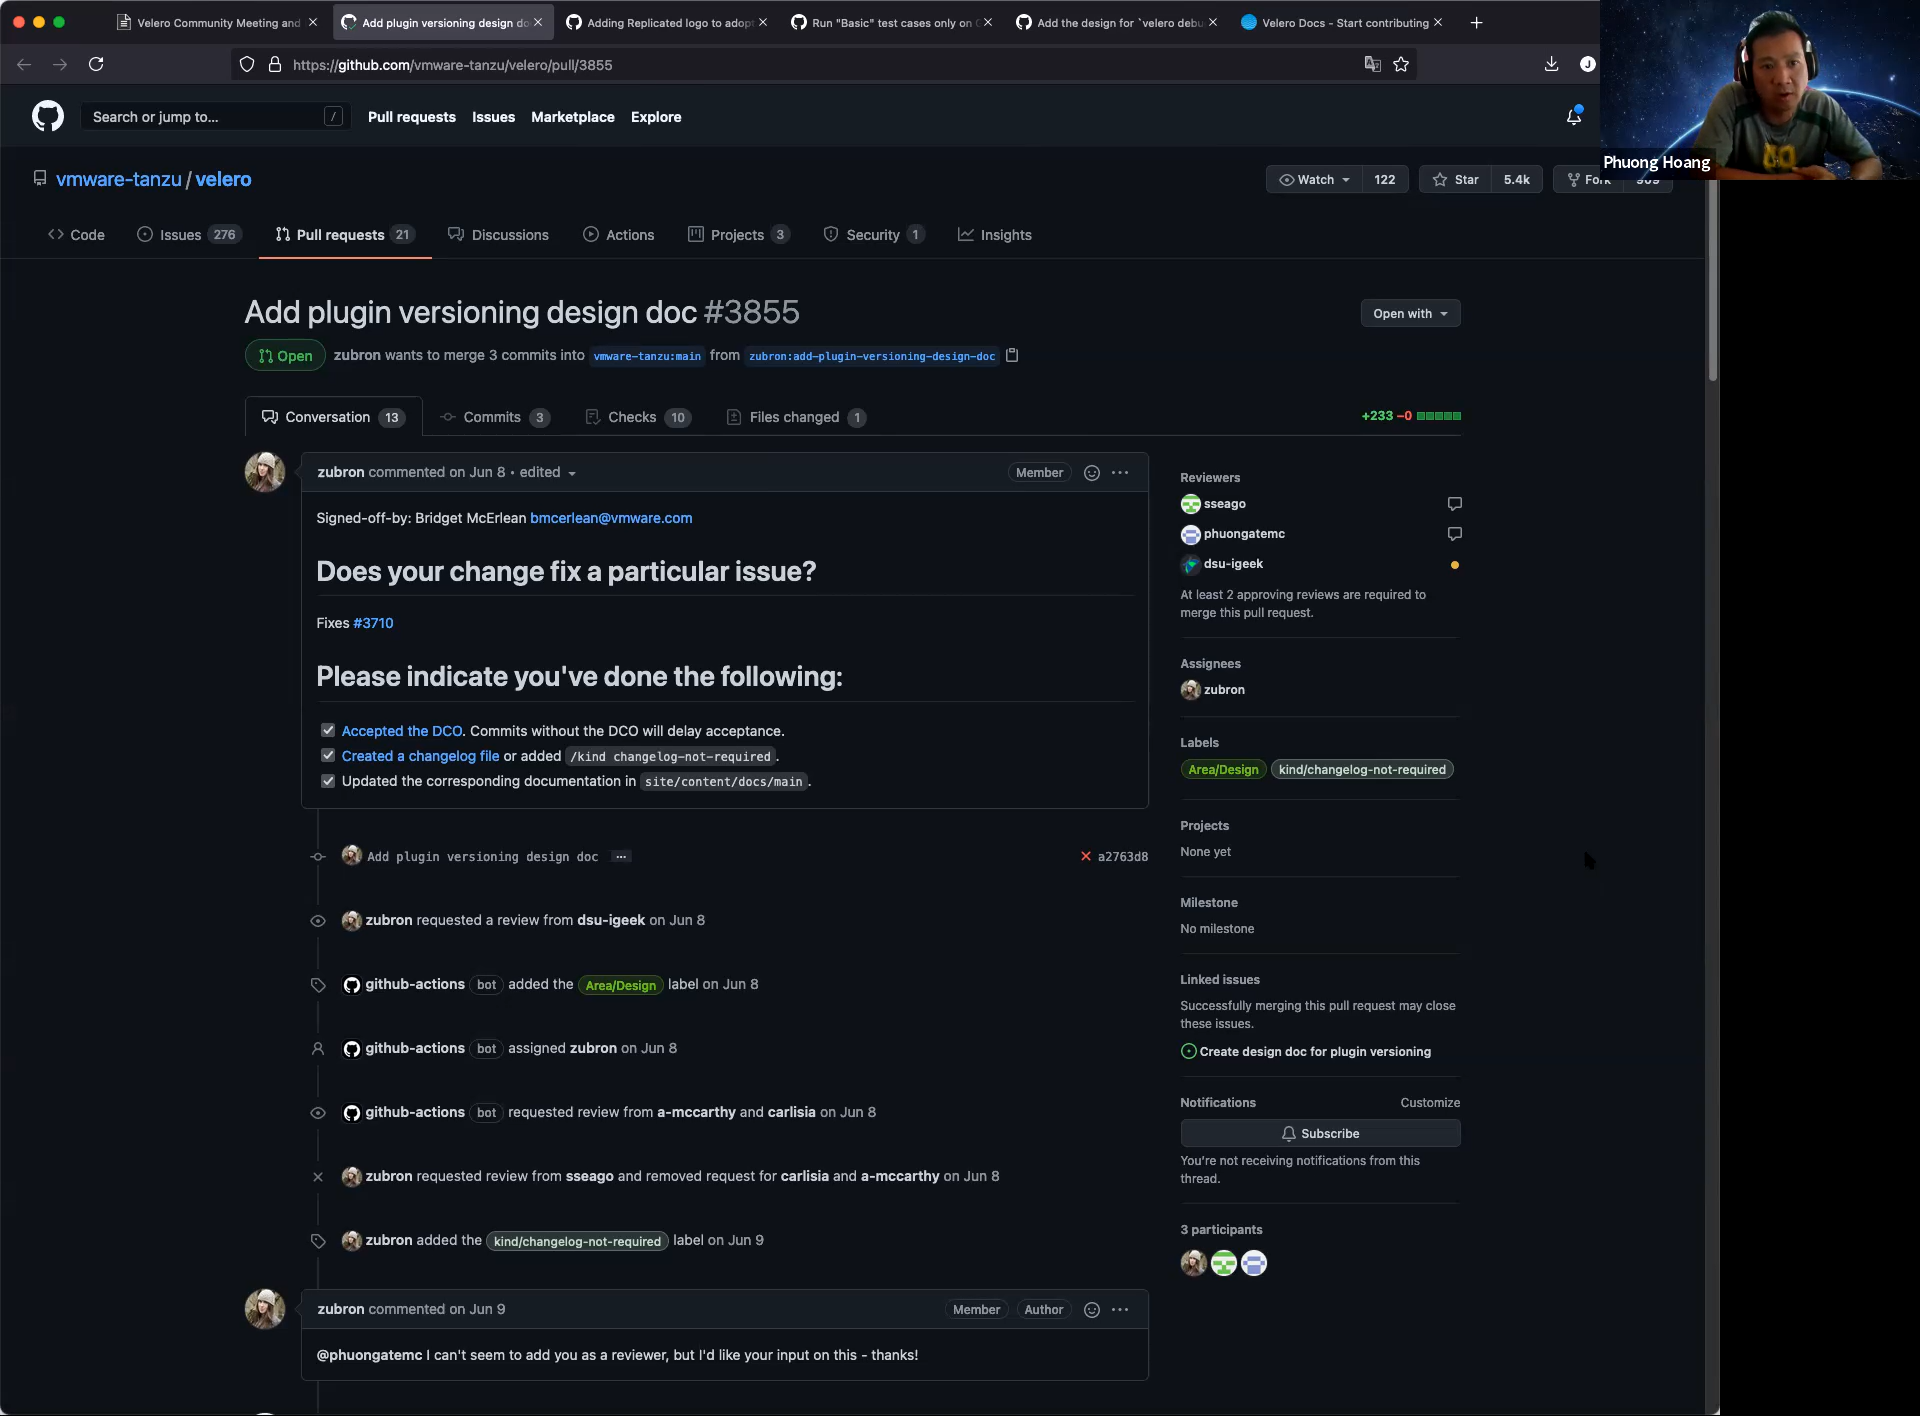 Velero Community Meeting and
Add plugin versioning design do
Adding Replicated logo to adopt
Run "Basic" test cases only on
Add the design for `velero debu
Velero Docs - Start contributing
https://github.com/vmware-tanzu/velero/pull/3855
J
Search or jump to...
/
Pull requests
Issues
Marketplace
Explore
Phuong Hoang
vmware-tanzu / velero
Watch
122
Star
5.4k
Fork
Code
Issues 276
Pull requests 21
Discussions
Actions
Projects 3
Security 1
Insights
Add plugin versioning design doc #3855
Open with
Open
zubron wants to merge 3 commits into vmware-tanzu:main from zubron:add-plugin-versioning-design-doc
Conversation 13
Commits 3
Checks 10
Files changed 1
+233 −0
zubron commented on Jun 8 • edited
Member
Signed-off-by: Bridget McErlean bmcerlean@vmware.com
Does your change fix a particular issue?
Fixes #3710
Please indicate you've done the following:
Accepted the DCO. Commits without the DCO will delay acceptance.
Created a changelog file or added /kind changelog-not-required.
Updated the corresponding documentation in site/content/docs/main.
Add plugin versioning design doc ...
a2763d8
zubron requested a review from dsu-igeek on Jun 8
github-actions bot added the Area/Design label on Jun 8
github-actions bot assigned zubron on Jun 8
github-actions bot requested review from a-mccarthy and carlisia on Jun 8
zubron requested review from sseago and removed request for carlisia and a-mccarthy on Jun 8
zubron added the kind/changelog-not-required label on Jun 9
zubron commented on Jun 9
Member
Author
@phuongatemc I can't seem to add you as a reviewer, but I'd like your input on this - thanks!
Reviewers
sseago
phuongatemc
dsu-igeek
At least 2 approving reviews are required to
merge this pull request.
Assignees
zubron
Labels
Area/Design
kind/changelog-not-required
Projects
None yet
Milestone
No milestone
Linked issues
Successfully merging this pull request may close
these issues.
Create design doc for plugin versioning
Notifications
Customize
Subscribe
You're not receiving notifications from this
thread.
3 participants